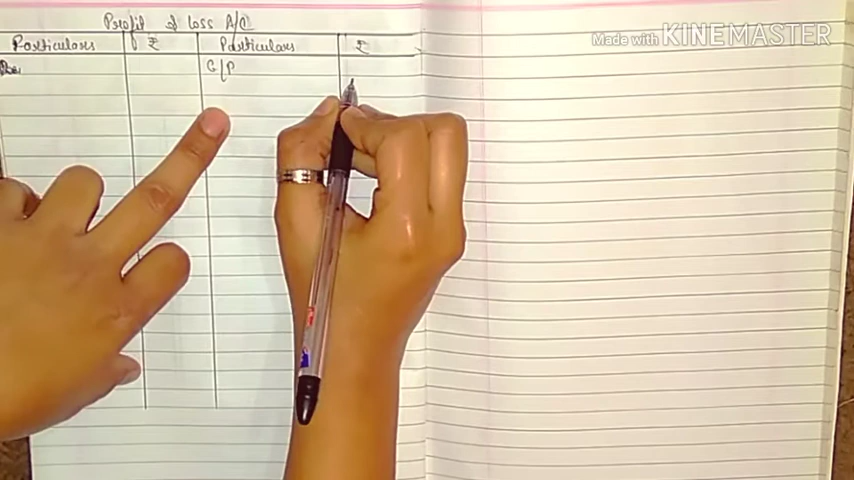 Profit & Loss A/C
Particulars ₹ Particulars ₹
G/P
Made with KINEMASTER